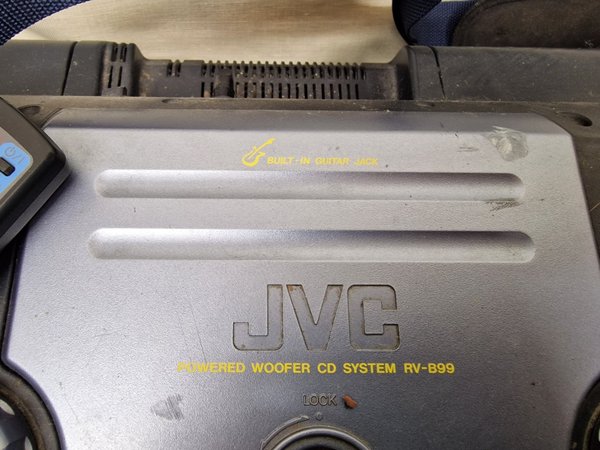 BUILT-IN GUITAR JACK
JVC
POWERED WOOFER CD SYSTEM RV-B99
LOCK